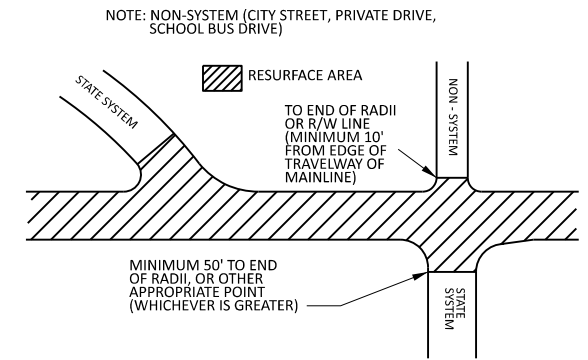 NOTE: NON-SYSTEM (CITY STREET, PRIVATE DRIVE,
SCHOOL BUS DRIVE)
STATE SYSTEM
RESURFACE AREA
TO END OF RADII
OR R/W LINE
(MINIMUM 10'
FROM EDGE OF
TRAVELWAY OF
MAINLINE)
NON - SYSTEM
MINIMUM 50' TO END
OF RADII, OR OTHER
APPROPRIATE POINT
(WHICHEVER IS GREATER)
STATE
SYSTEM